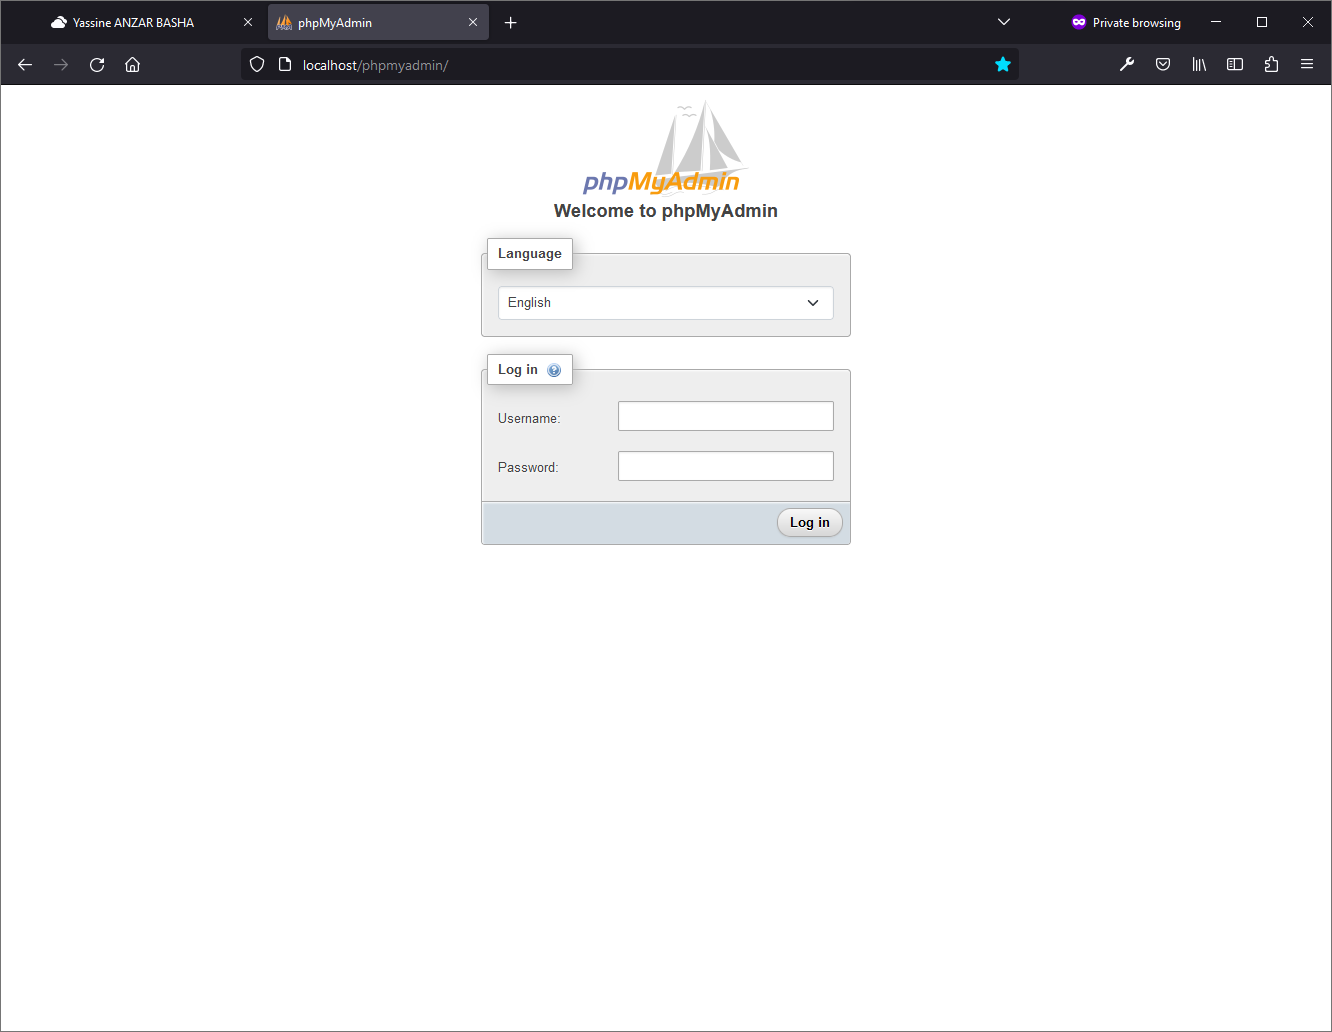 Yassine ANZAR BASHA
phpMyAdmin
Private browsing
localhost/phpmyadmin/
phpMyAdmin
Welcome to phpMyAdmin
Language
English
Log in
Username:
Password:
Log in